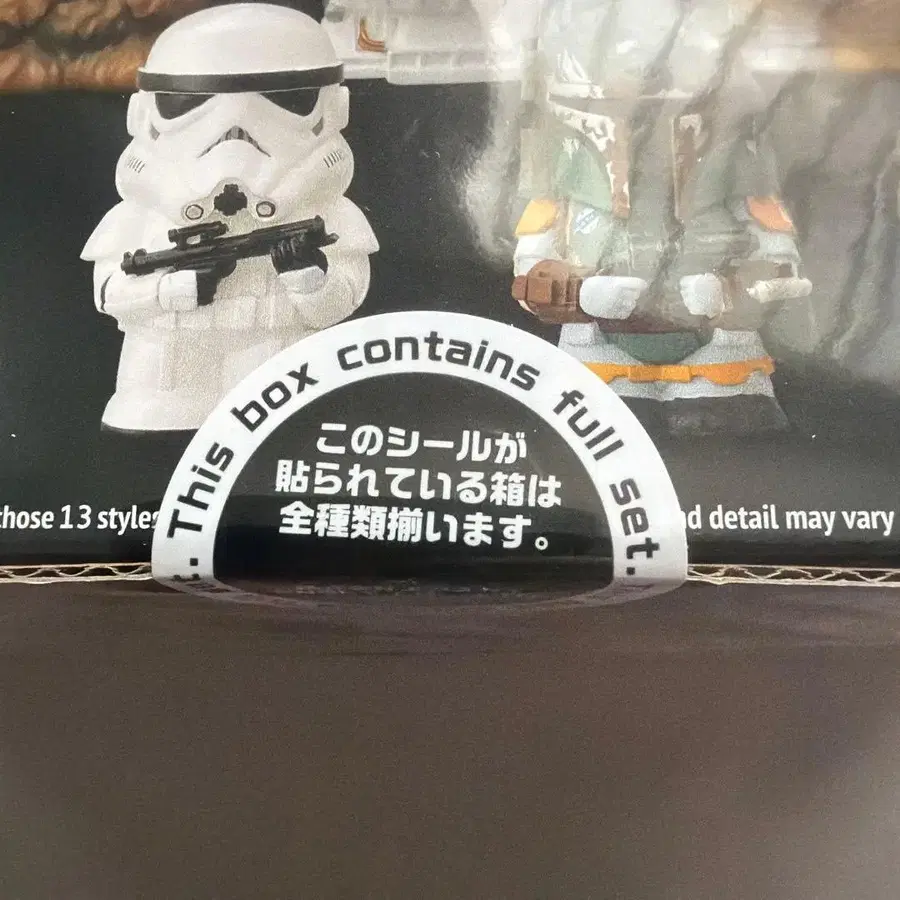 This box contains full set.
このシールが
貼られている箱は
全種類揃います。
those 13 styles
nd detail may vary